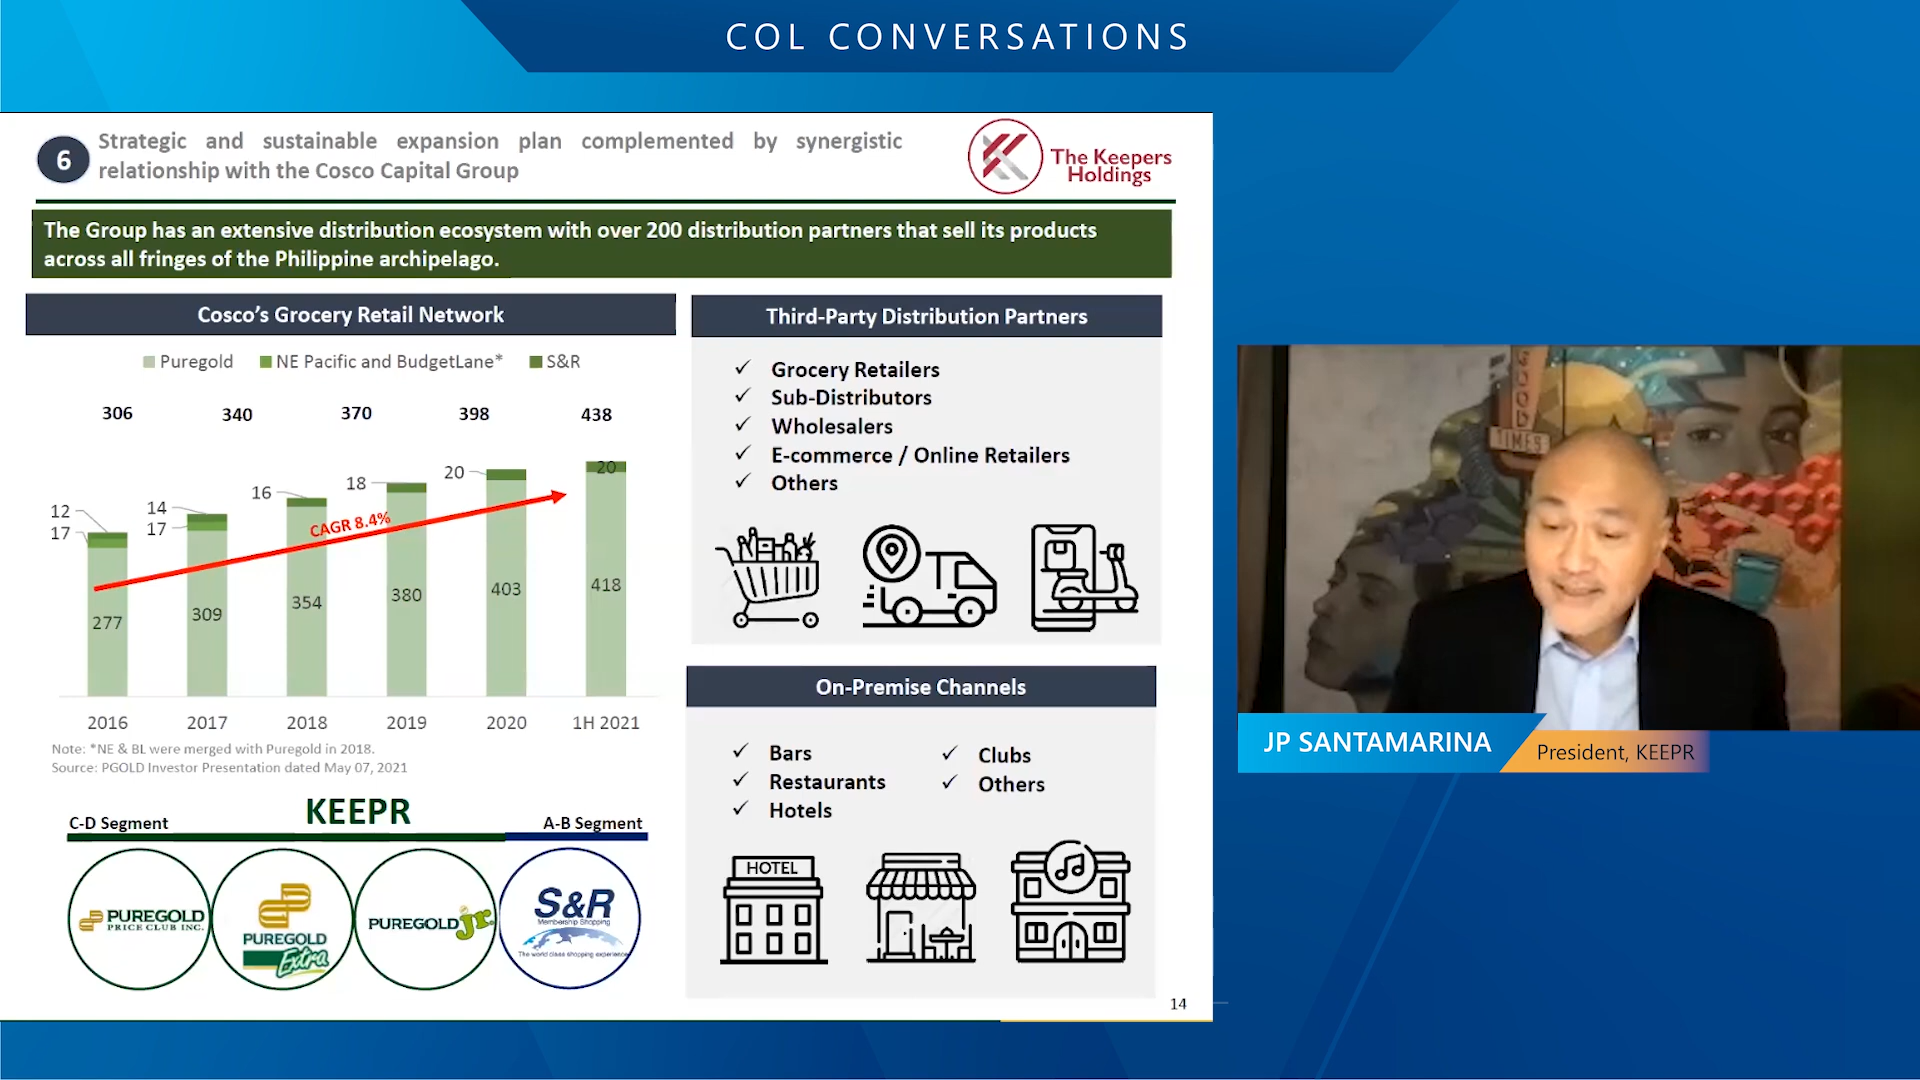 COL CONVERSATIONS
6
Strategic and sustainable expansion plan complemented by synergistic
relationship with the Cosco Capital Group
The Keepers
Holdings
The Group has an extensive distribution ecosystem with over 200 distribution partners that sell its products
across all fringes of the Philippine archipelago.
Cosco's Grocery Retail Network
Puregold NE Pacific and BudgetLane* S&R
306 340 370 398 438
12
17
14
17
16
18
20
20
CAGR 8.4%
277 309 354 380 403 418
2016 2017 2018 2019 2020 1H 2021
Note: *NE & BL were merged with Puregold in 2018.
Source: PGOLD Investor Presentation dated May 07, 2021
C-D Segment KEEPR A-B Segment
PUREGOLD
PRICE CLUB INC.
PUREGOLD
Extra
PUREGOLD jr.
S&R
Membership Shopping
The world class shopping experience
Third-Party Distribution Partners
✓ Grocery Retailers
✓ Sub-Distributors
✓ Wholesalers
✓ E-commerce / Online Retailers
✓ Others
On-Premise Channels
✓ Bars
✓ Restaurants
✓ Hotels
✓ Clubs
✓ Others
HOTEL
14
GOOD
TIMES
JP SANTAMARINA
President, KEEPR